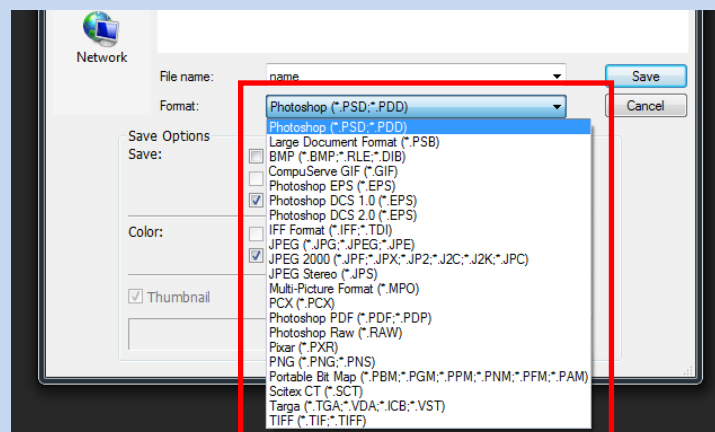 Network
File name:
name
Save
Format:
Photoshop (*.PSD;*.PDD)
Cancel
Photoshop (*.PSD;*.PDD)
Large Document Format (*.PSB)
BMP (*.BMP;*.RLE;*.DIB)
CompuServe GIF (*.GIF)
Photoshop EPS (*.EPS)
Photoshop DCS 1.0 (*.EPS)
Photoshop DCS 2.0 (*.EPS)
IFF Format (*.IFF;*.TDI)
JPEG (*.JPG;*.JPEG;*.JPE)
JPEG 2000 (*.JPF;*.JPX;*.JP2;*.J2C;*.J2K;*.JPC)
JPEG Stereo (*.JPS)
Multi-Picture Format (*.MPO)
PCX (*.PCX)
Photoshop PDF (*.PDF;*.PDP)
Photoshop Raw (*.RAW)
Pixar (*.PXR)
PNG (*.PNG;*.PNS)
Portable Bit Map (*.PBM;*.PGM;*.PPM;*.PNM;*.PFM;*.PAM)
Scitex CT (*.SCT)
Targa (*.TGA;*.VDA;*.ICB;*.VST)
TIFF (*.TIF;*.TIFF)
Save Options
Save:
Color:
Thumbnail